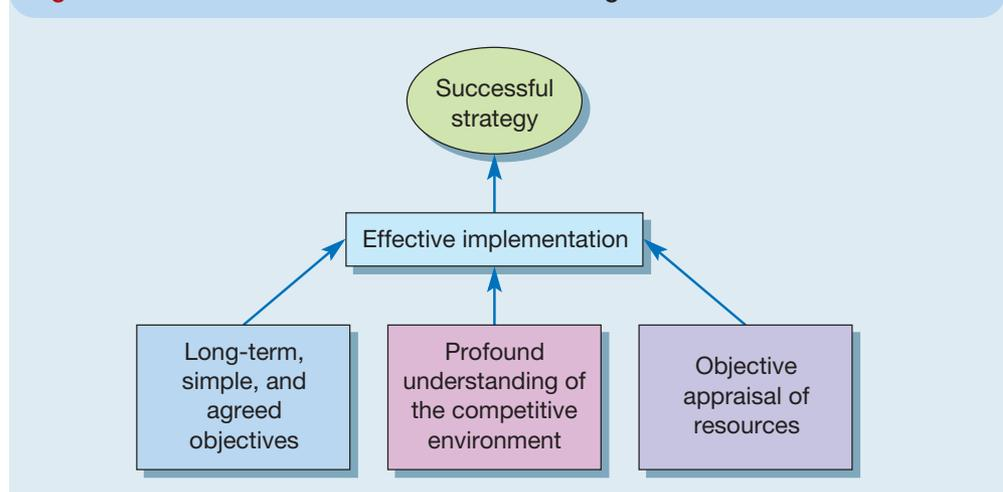 Successful
strategy
Effective implementation
Long-term,
simple, and
agreed
objectives
Profound
understanding of
the competitive
environment
Objective
appraisal of
resources